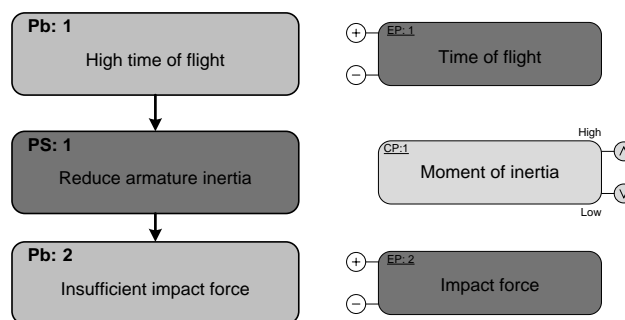 Pb: 1
High time of flight
PS: 1
Reduce armature inertia
Pb: 2
Insufficient impact force
+
EP: 1
Time of flight
−
High
CP:1
Moment of inertia
Low
+
EP: 2
Impact force
−